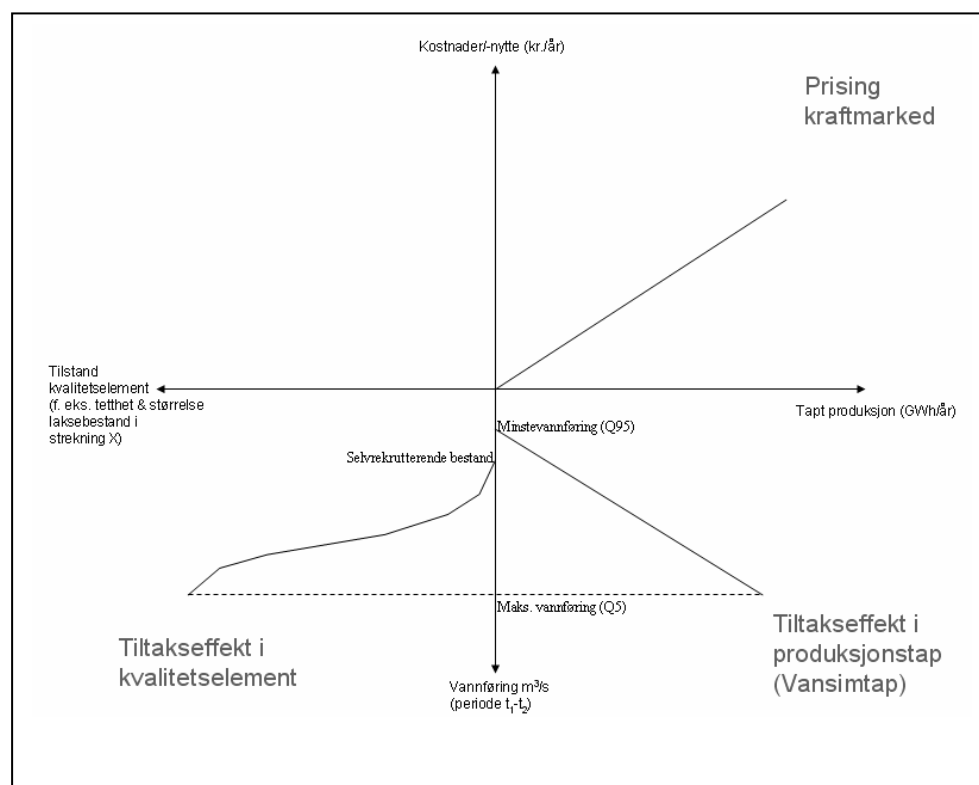 Kostnader/-nytte (kr./år)
Prising
kraftmarked
Tilstand
kvalitetselement
(f. eks. tetthet & størrelse
laksebestand i
strekning X)
Tapt produksjon (GWh/år)
Minstevannføring (Q95)
Selvrekrutterende bestand
Maks. vannføring (Q5)
Tiltakseffekt i
kvalitetselement
Tiltakseffekt i
produksjonstap
(Vansimtap)
Vannføring m³/s
(periode t₁-t₂)